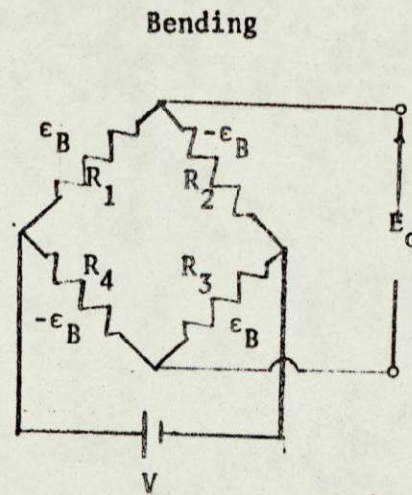 Bending
ε_B
-ε_B
R_1
R_2
E_o
R_4
R_3
-ε_B
ε_B
V